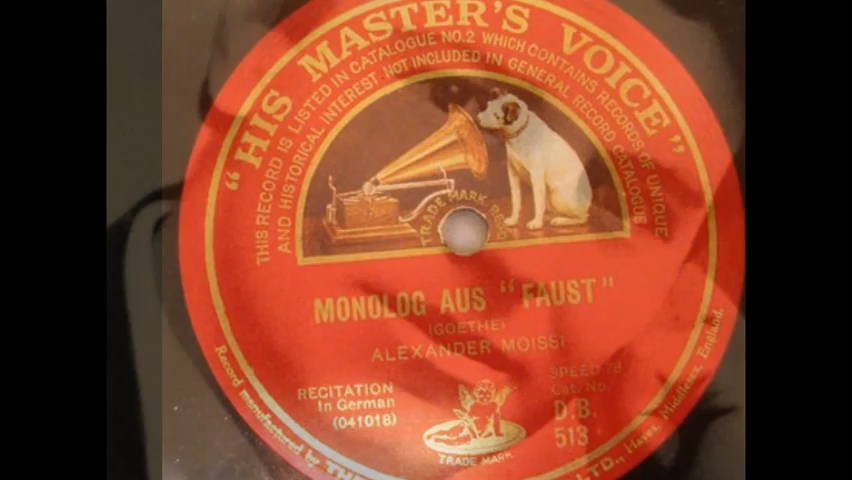 "HIS MASTER'S VOICE"
THIS RECORD IS LISTED IN CATALOGUE NO.2 WHICH CONTAINS RECORDS OF UNIQUE
AND HISTORICAL INTEREST NOT INCLUDED IN GENERAL RECORD CATALOGUE
TRADE MARK
MONOLOG AUS "FAUST"
(GOETHE)
ALEXANDER MOISSI
RECITATION
In German
(041018)
SPEED 78
Cat. No.
D.B.
513
TRADE MARK.
Record manufactured by THE
LTD., Hayes, Middlesex, England.